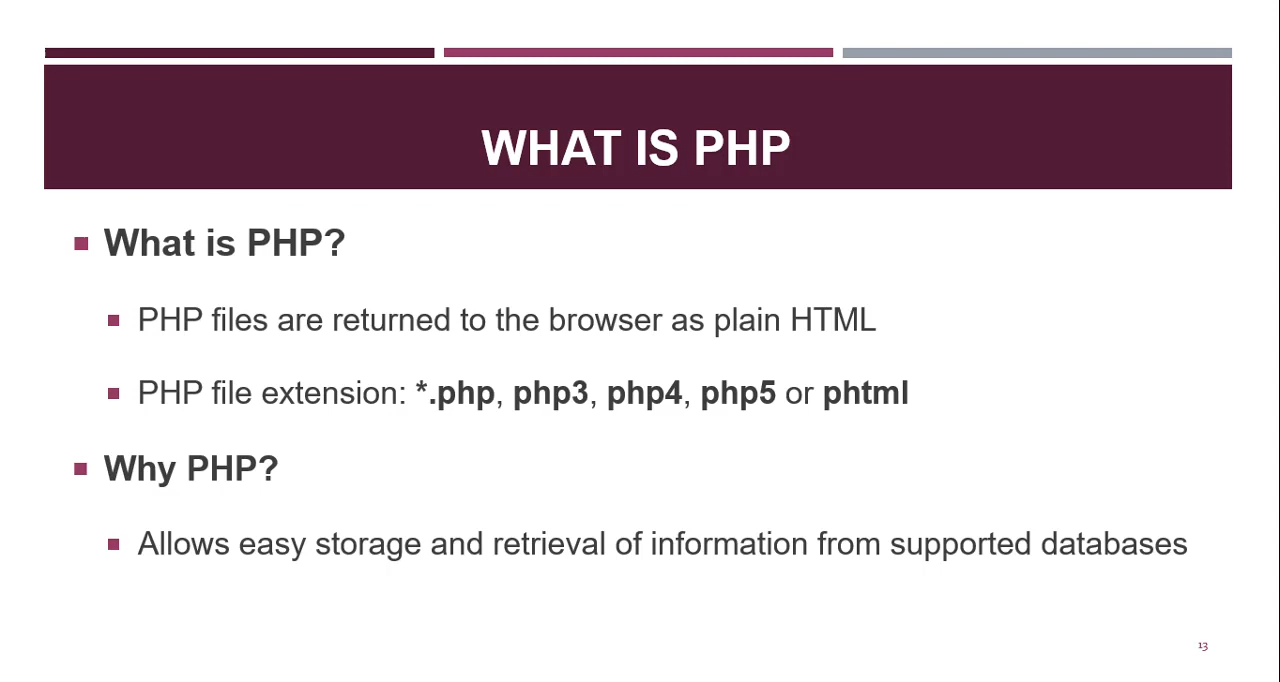 WHAT IS PHP
What is PHP?
PHP files are returned to the browser as plain HTML
PHP file extension: *.php, php3, php4, php5 or phtml
Why PHP?
Allows easy storage and retrieval of information from supported databases
13